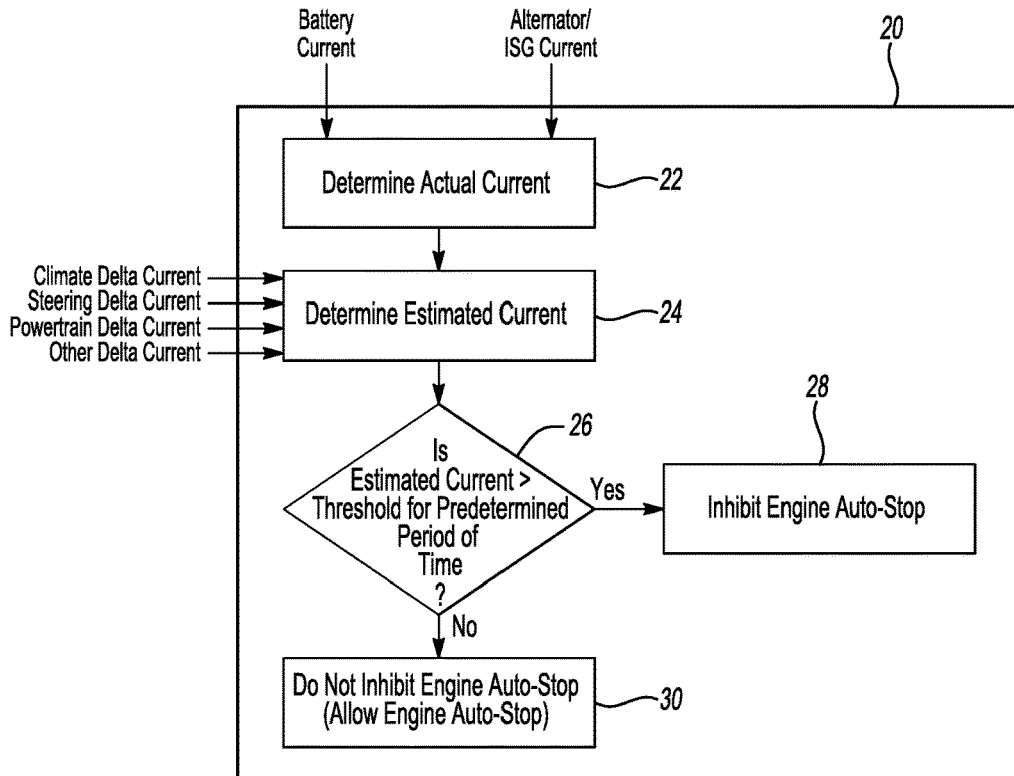 Battery
Current
Alternator/
ISG Current
20
Determine Actual Current
22
Climate Delta Current
Steering Delta Current
Powertrain Delta Current
Other Delta Current
Determine Estimated Current
24
Is
Estimated Current >
Threshold for Predetermined
Period of
Time
?
26
Yes
28
Inhibit Engine Auto-Stop
No
Do Not Inhibit Engine Auto-Stop
(Allow Engine Auto-Stop)
30